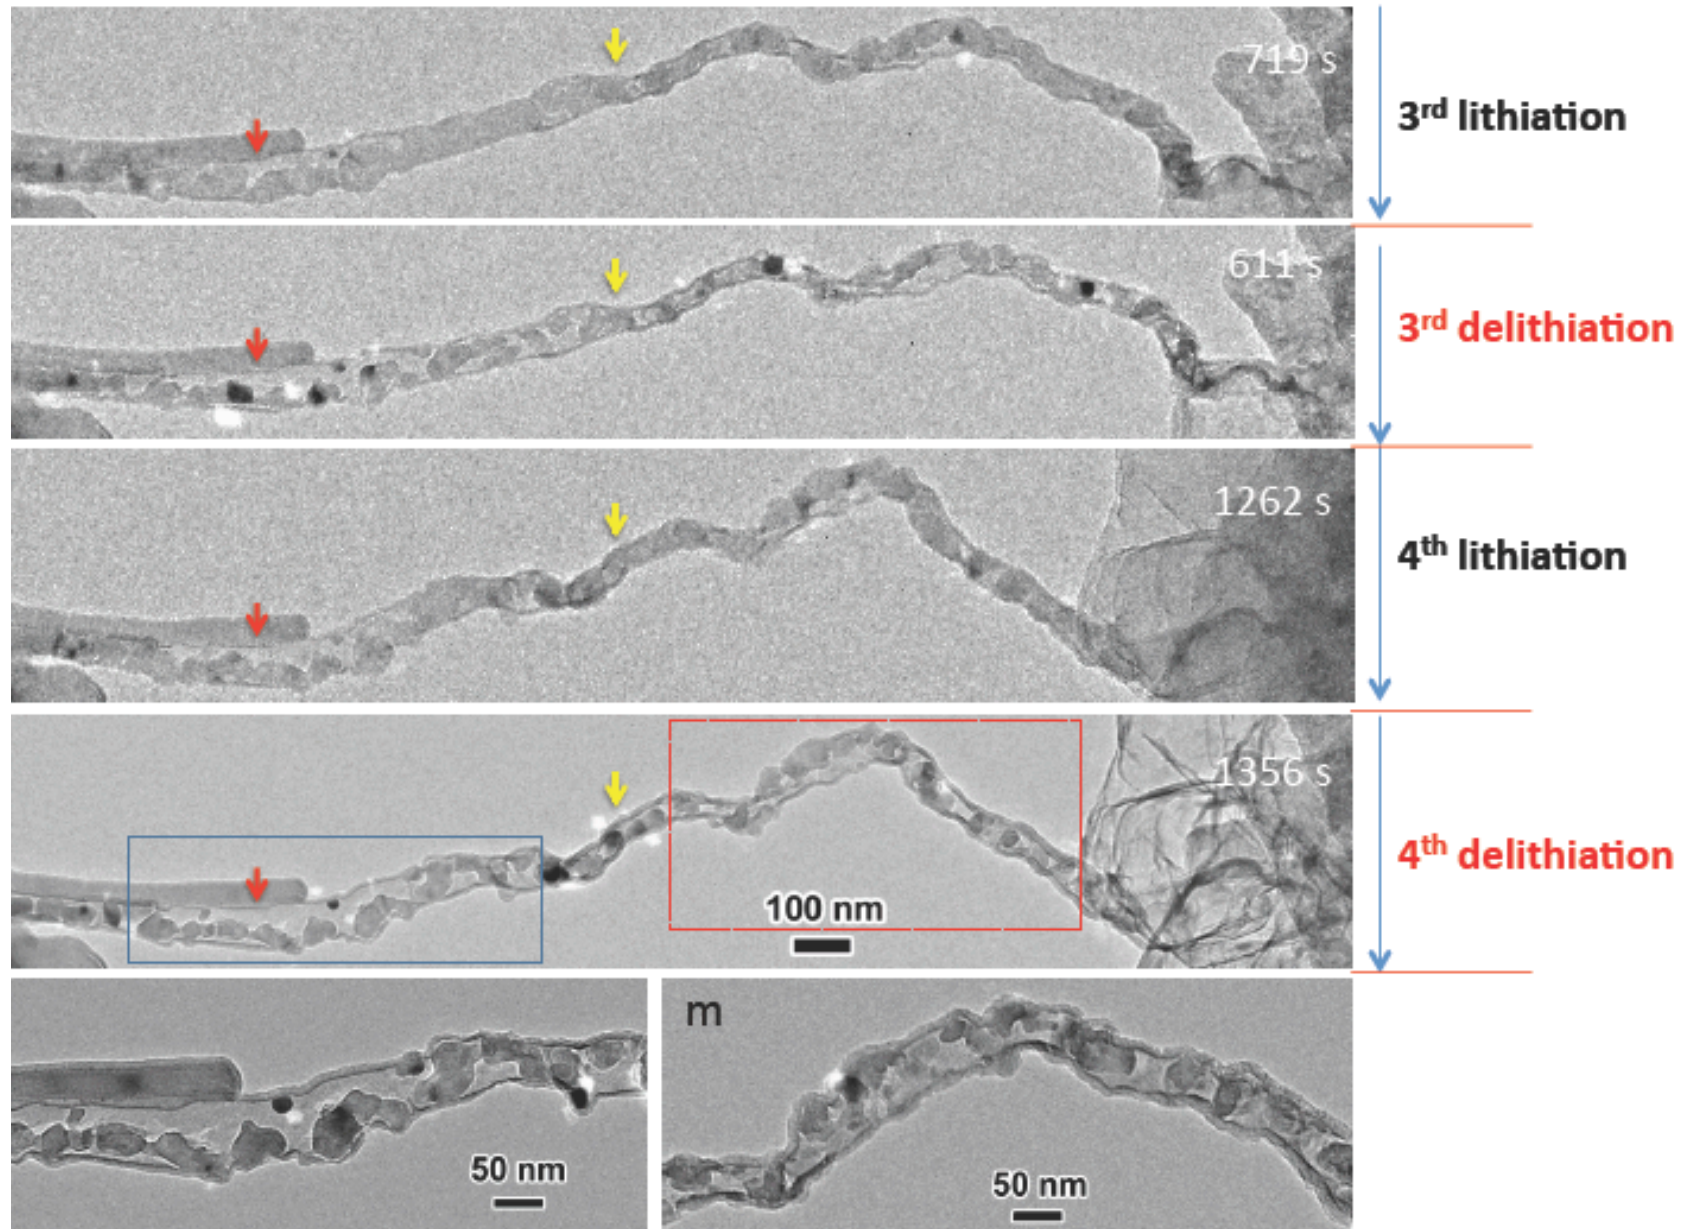 719 s
3rd lithiation
611 s
3rd delithiation
1262 s
4th lithiation
1356 s
100 nm
4th delithiation
50 nm
m
50 nm